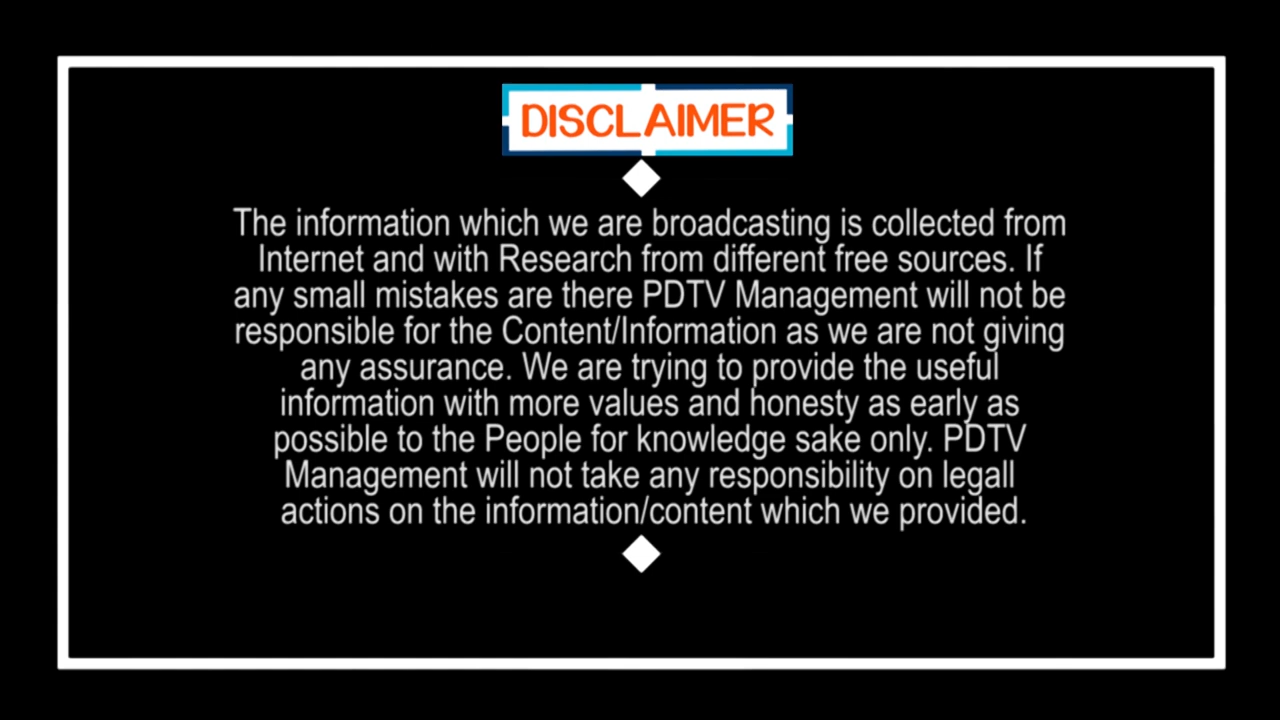 DISCLAIMER
The information which we are broadcasting is collected from
Internet and with Research from different free sources. If
any small mistakes are there PDTV Management will not be
responsible for the Content/Information as we are not giving
any assurance. We are trying to provide the useful
information with more values and honesty as early as
possible to the People for knowledge sake only. PDTV
Management will not take any responsibility on legall
actions on the information/content which we provided.